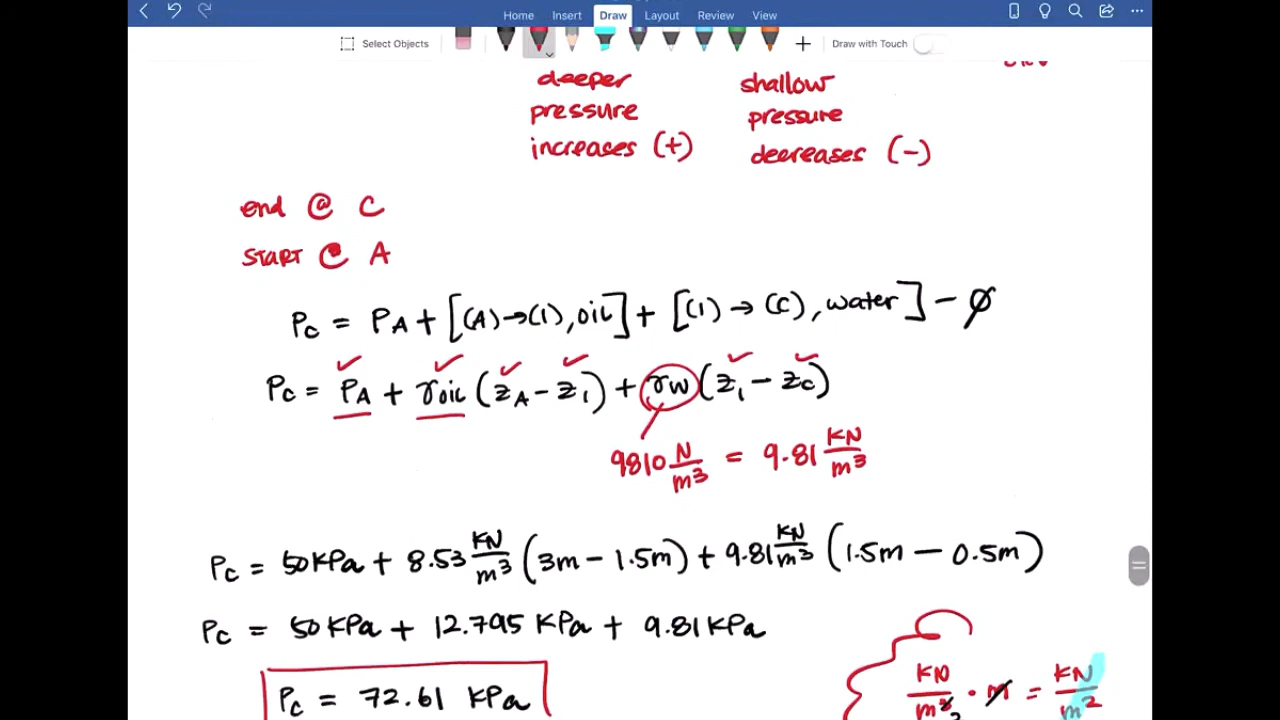 Home Insert Draw Layout Review View
Select Objects Draw with Touch
deeper shallow
pressure pressure
increases (+) decreases (-)
end @ C
START @ A
Pc = PA + [(A)→(1), oil] + [(1)→(C), water] - ∅
Pc = PA + γoil (zA - z1) + γw (z1 - zc)
9810 N/m³ = 9.81 KN/m³
Pc = 50KPa + 8.53 KN/m³ (3m - 1.5m) + 9.81 KN/m³ (1.5m - 0.5m)
Pc = 50KPa + 12.795 KPa + 9.81 KPa
Pc = 72.61 KPa
KN/m³ · m = KN/m²